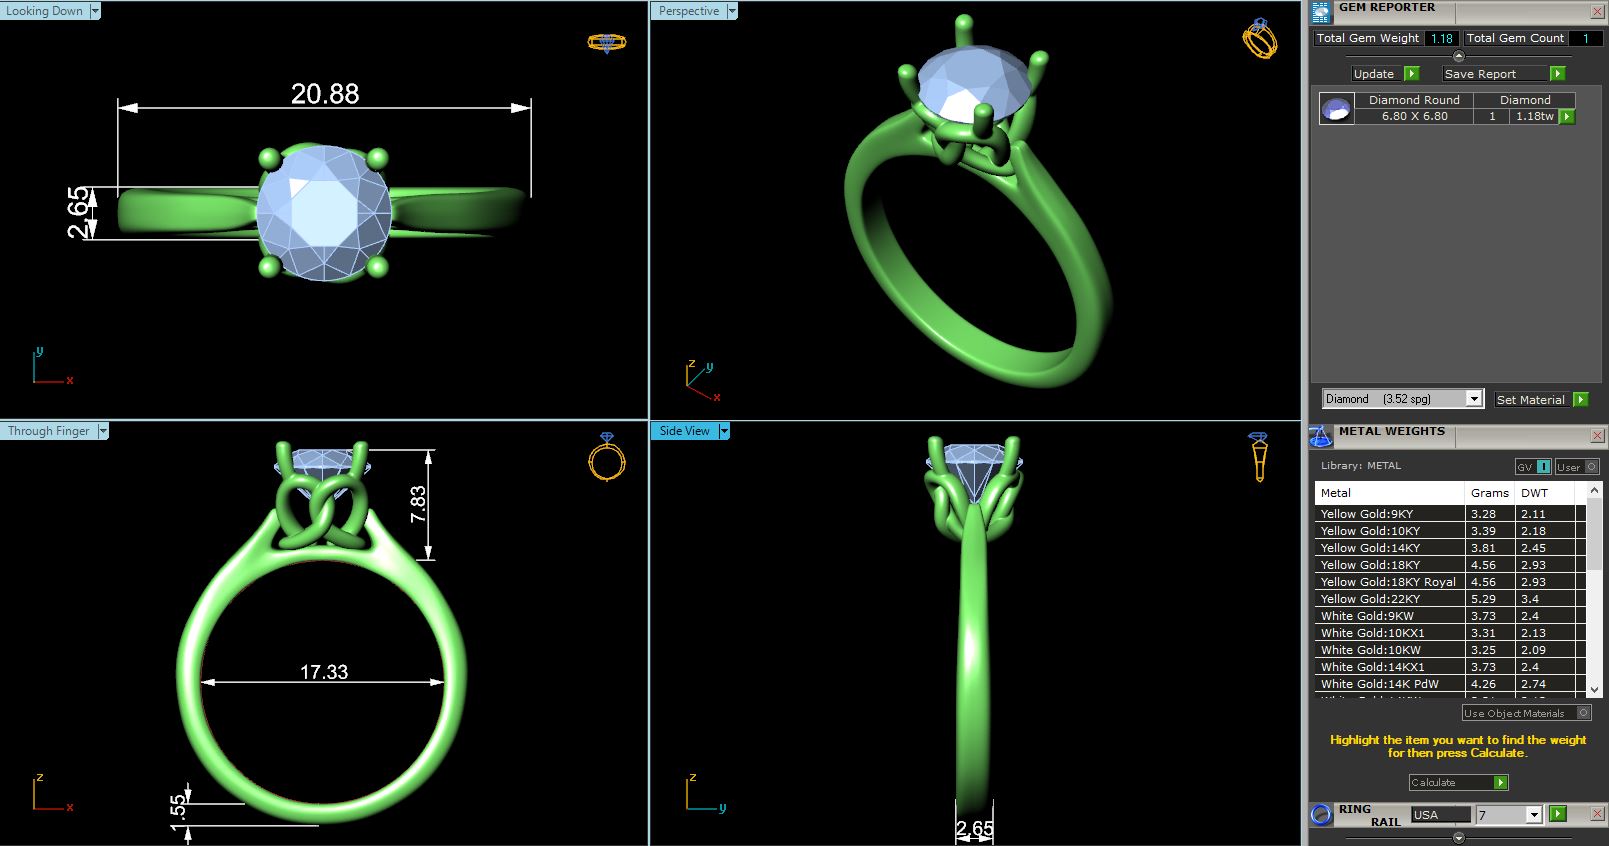 Looking Down
20.88
2.65
y
x
Perspective
z
y
x
Through Finger
7.83
17.33
1.55
z
x
Side View
z
y
2.65
GEM REPORTER
Total Gem Weight 1.18 Total Gem Count 1
Update Save Report
Diamond Round Diamond
6.80 X 6.80 1 1.18tw
Diamond (3.52 spg) Set Material
METAL WEIGHTS
Library: METAL GV I User O
Metal Grams DWT
Yellow Gold:9KY 3.28 2.11
Yellow Gold:10KY 3.39 2.18
Yellow Gold:14KY 3.81 2.45
Yellow Gold:18KY 4.56 2.93
Yellow Gold:18KY Royal 4.56 2.93
Yellow Gold:22KY 5.29 3.4
White Gold:9KW 3.73 2.4
White Gold:10KX1 3.31 2.13
White Gold:10KW 3.25 2.09
White Gold:14KX1 3.73 2.4
White Gold:14K PdW 4.26 2.74
Use Object Materials O
Highlight the item you want to find the weight
for then press Calculate.
Calculate
RING RAIL USA 7